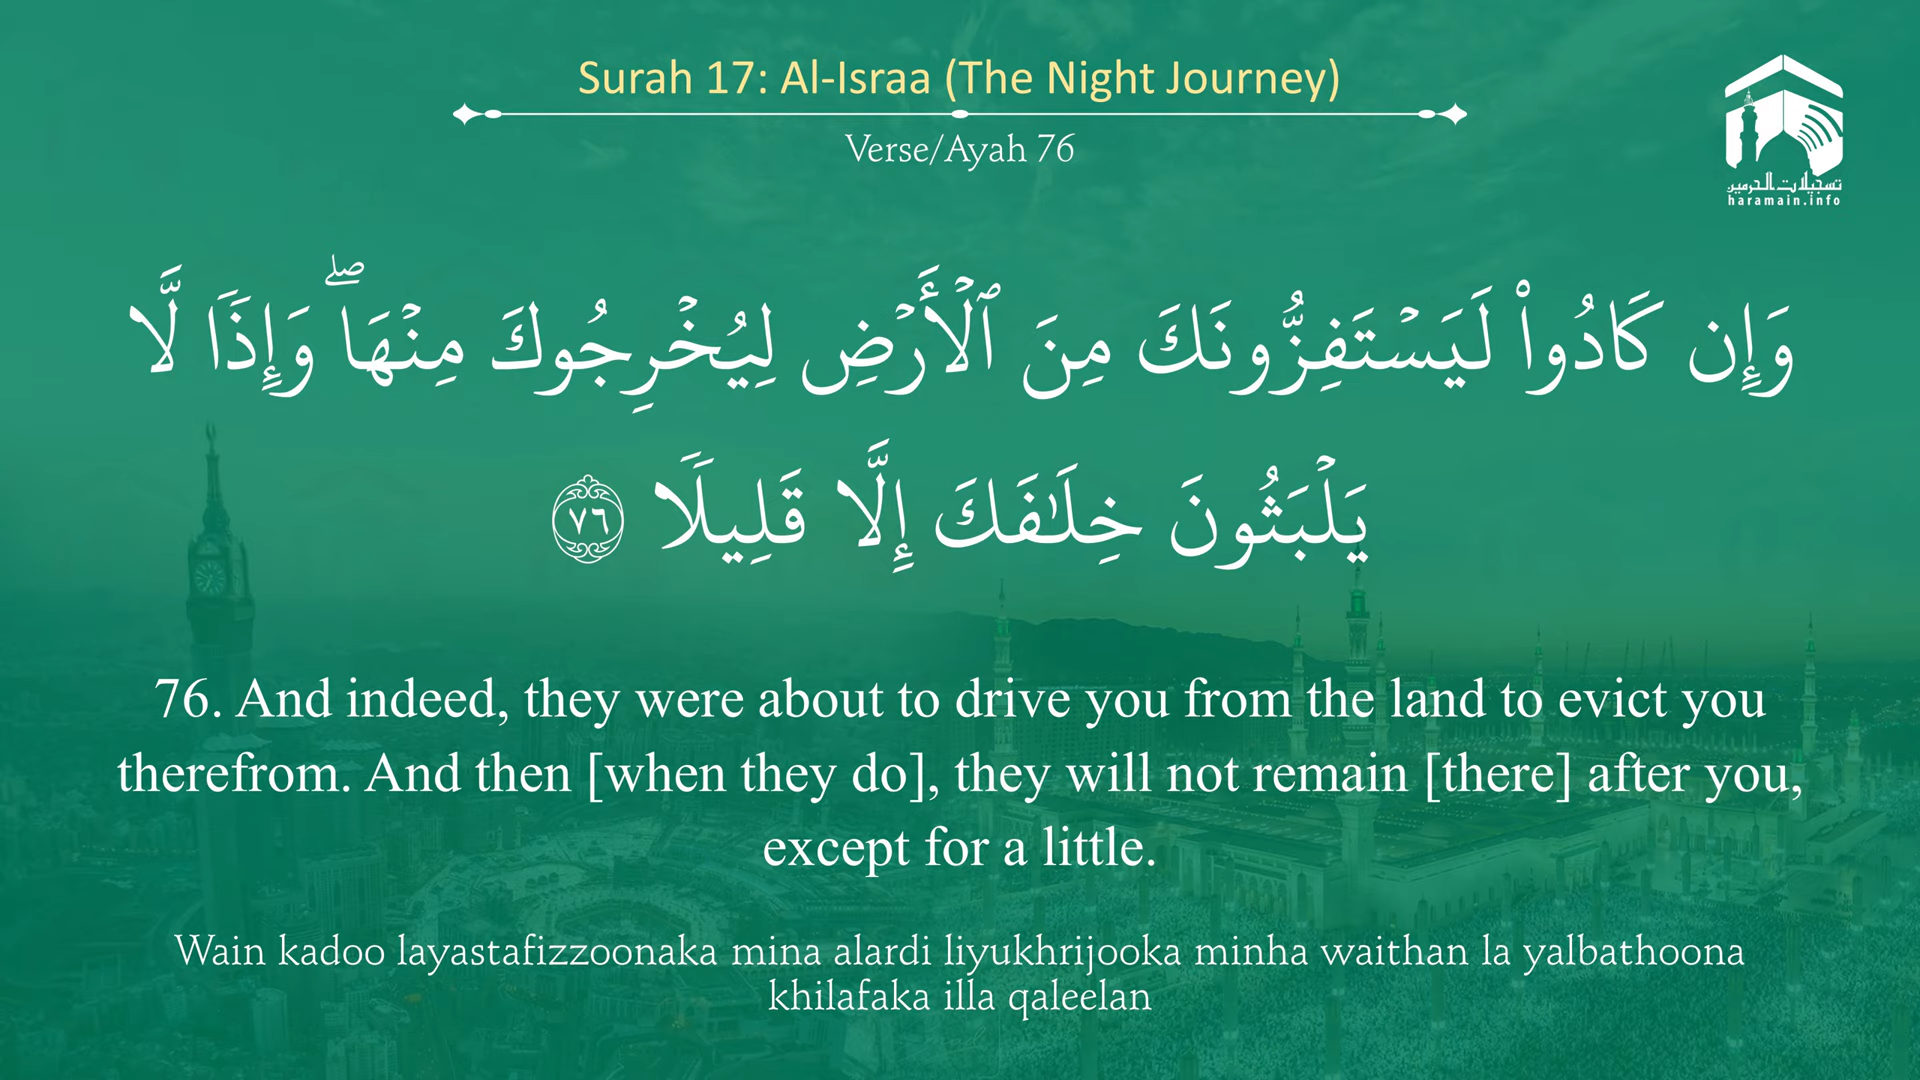 Surah 17: Al-Israa (The Night Journey)
Verse/Ayah 76
تسجيلات الحرمين
haramain.info
وَإِن كَادُوا۟ لَيَسْتَفِزُّونَكَ مِنَ ٱلْأَرْضِ لِيُخْرِجُوكَ مِنْهَا ۖ وَإِذًا لَّا
يَلْبَثُونَ خِلَـٰفَكَ إِلَّا قَلِيلًا ٧٦
76. And indeed, they were about to drive you from the land to evict you
therefrom. And then [when they do], they will not remain [there] after you,
except for a little.
Wain kadoo layastafizzoonaka mina alardi liyukhrijooka minha waithan la yalbathoona
khilafaka illa qaleelan